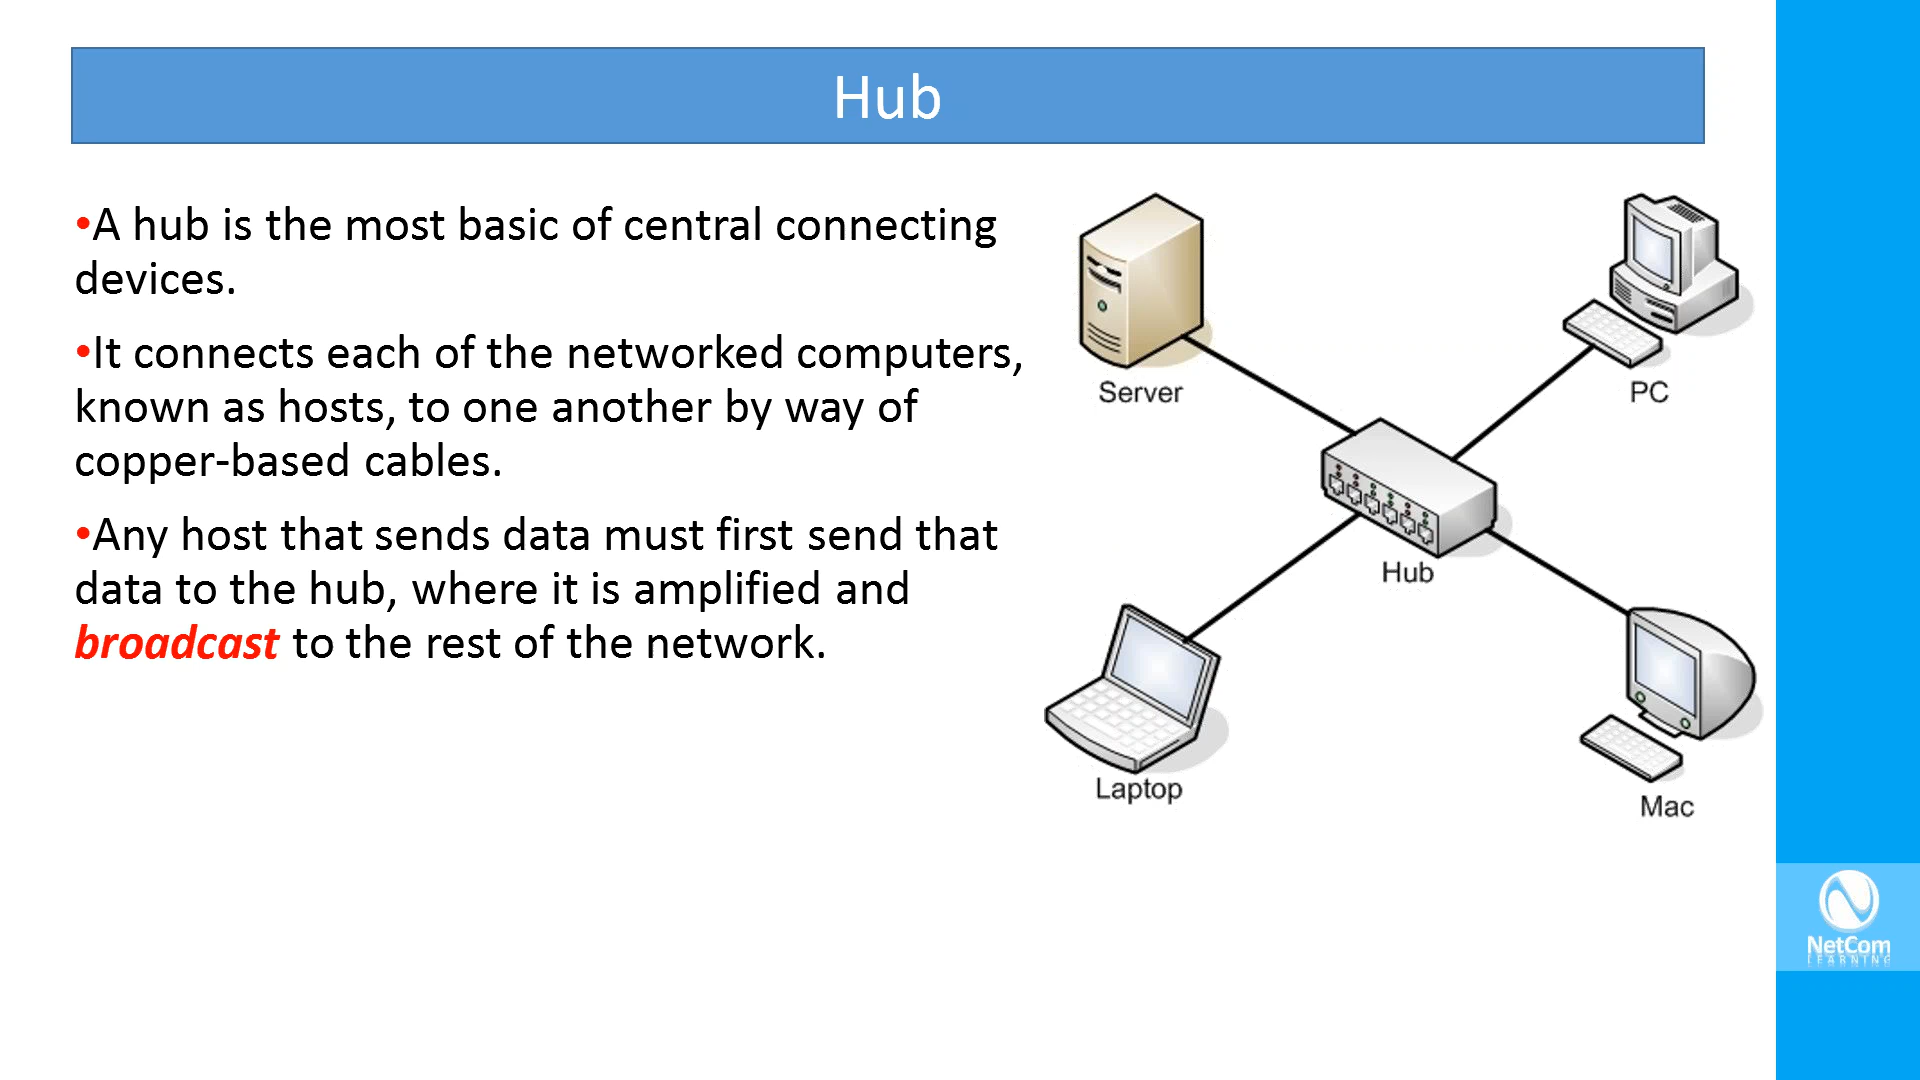 Hub
•A hub is the most basic of central connecting
devices.
•It connects each of the networked computers,
known as hosts, to one another by way of
copper-based cables.
•Any host that sends data must first send that
data to the hub, where it is amplified and
broadcast to the rest of the network.
Server
PC
Hub
Laptop
Mac
NetCom
LEARNING